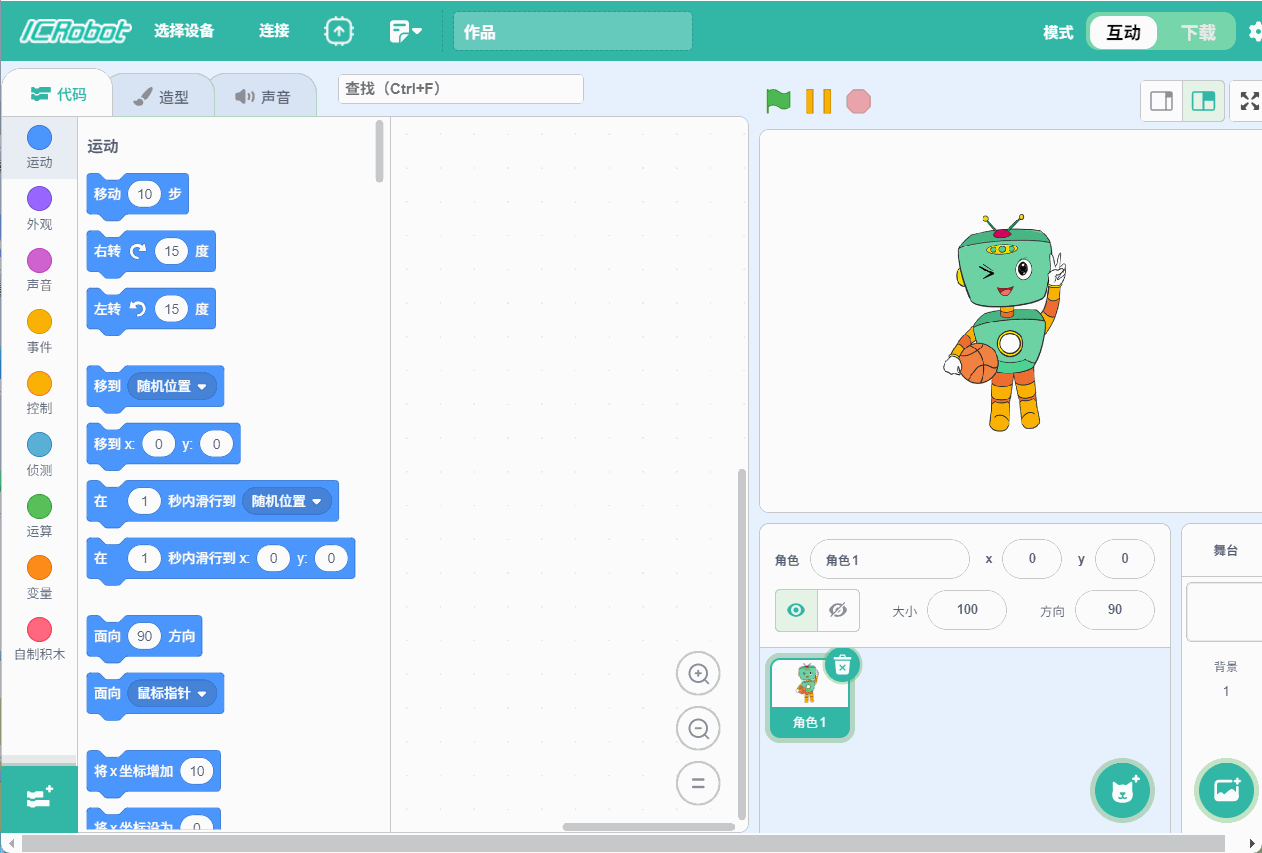 ICRobot 选择设备 连接 作品 模式 互动 下载
代码 造型 声音 查找（Ctrl+F）
运动
外观
声音
事件
控制
侦测
运算
变量
自制积木
运动
移动 10 步
右转 15 度
左转 15 度
移到 随机位置
移到 x: 0 y: 0
在 1 秒内滑行到 随机位置
在 1 秒内滑行到 x: 0 y: 0
面向 90 方向
面向 鼠标指针
将x坐标增加 10
将x坐标设为 0
角色 角色1 x 0 y 0
大小 100 方向 90
角色1
舞台
背景
1